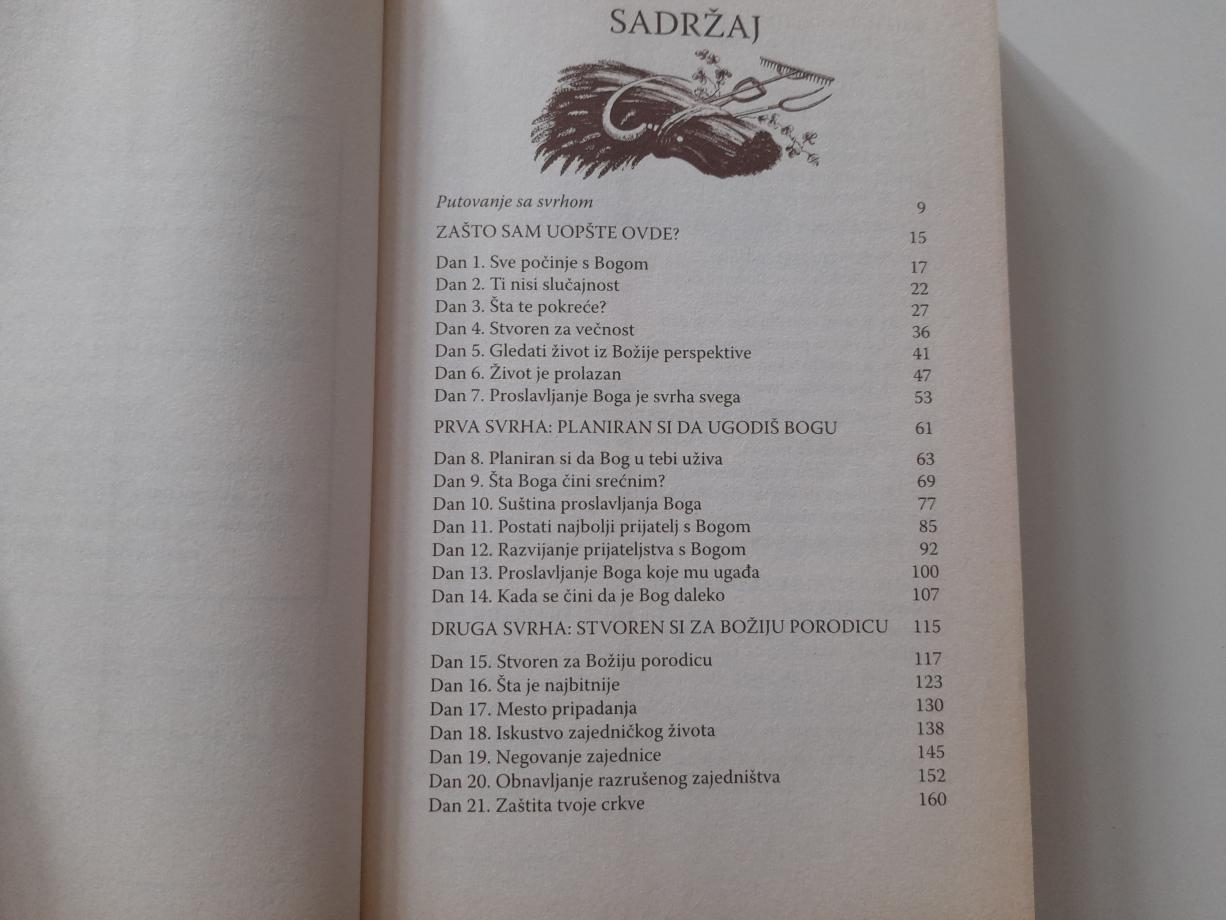 SADRŽAJ
Putovanje sa svrhom 9
ZAŠTO SAM UOPŠTE OVDE? 15
Dan 1. Sve počinje s Bogom 17
Dan 2. Ti nisi slučajnost 22
Dan 3. Šta te pokreće? 27
Dan 4. Stvoren za večnost 36
Dan 5. Gledati život iz Božije perspektive 41
Dan 6. Život je prolazan 47
Dan 7. Proslavljanje Boga je svrha svega 53
PRVA SVRHA: PLANIRAN SI DA UGODIŠ BOGU 61
Dan 8. Planiran si da Bog u tebi uživa 63
Dan 9. Šta Boga čini srećnim? 69
Dan 10. Suština proslavljanja Boga 77
Dan 11. Postati najbolji prijatelj s Bogom 85
Dan 12. Razvijanje prijateljstva s Bogom 92
Dan 13. Proslavljanje Boga koje mu ugađa 100
Dan 14. Kada se čini da je Bog daleko 107
DRUGA SVRHA: STVOREN SI ZA BOŽIJU PORODICU 115
Dan 15. Stvoren za Božiju porodicu 117
Dan 16. Šta je najbitnije 123
Dan 17. Mesto pripadanja 130
Dan 18. Iskustvo zajedničkog života 138
Dan 19. Negovanje zajednice 145
Dan 20. Obnavljanje razrušenog zajedništva 152
Dan 21. Zaštita tvoje crkve 160